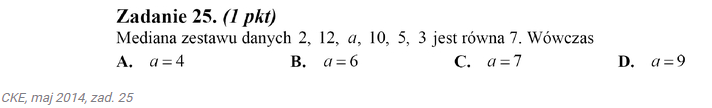 Zadanie 25. (1 pkt)
Mediana zestawu danych 2, 12, a, 10, 5, 3 jest równa 7. Wówczas
A. a = 4 B. a = 6 C. a = 7 D. a = 9
CKE, maj 2014, zad. 25